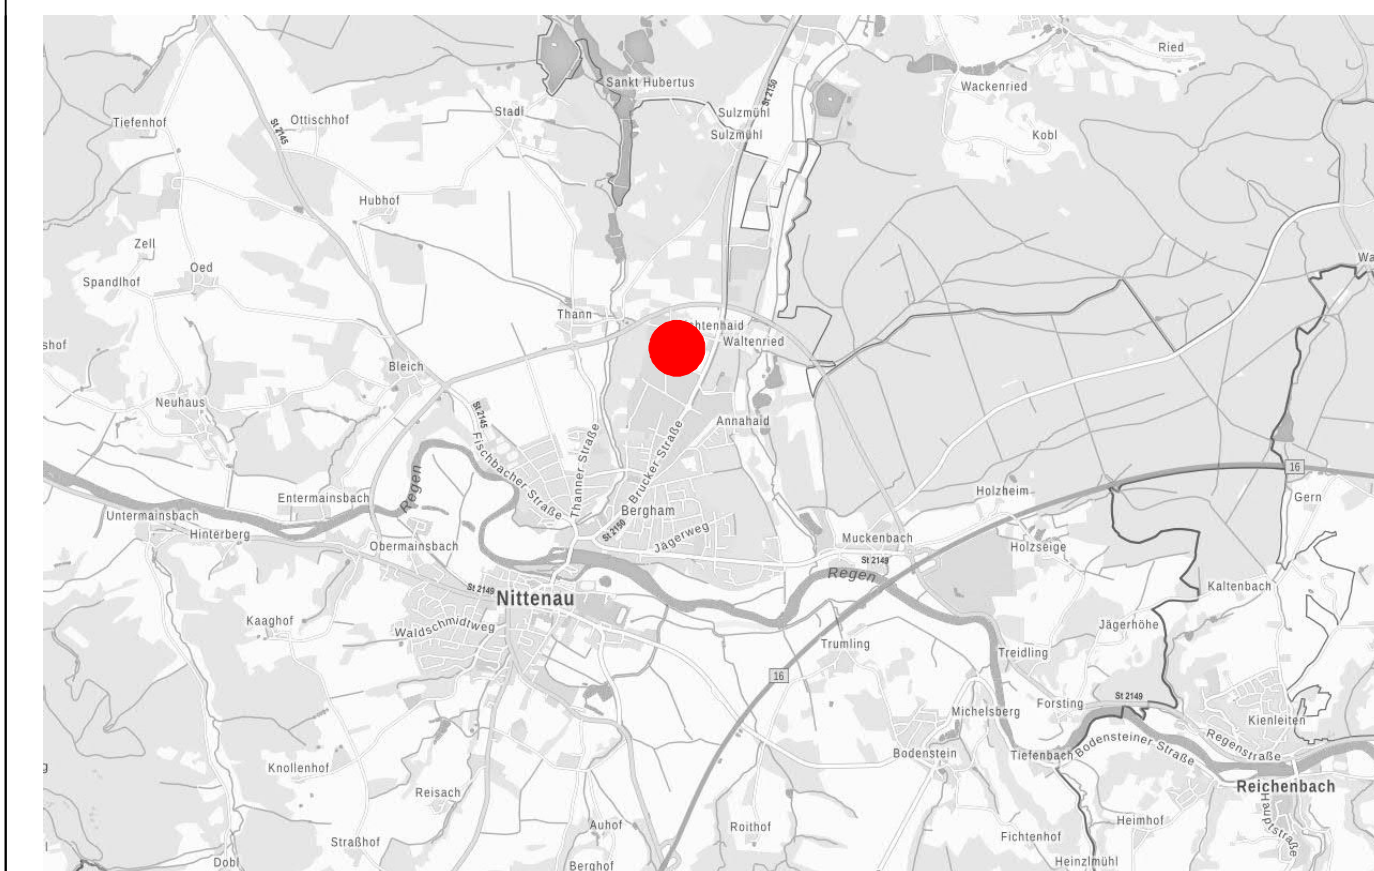 Ried
Sankt Hubertus
Wackenried
St 2150
Stadl
Sulzmühl
Tiefenhof
Ottischhof
St 2145
Sulzmühl
Kobl
Hubhof
Zell
Oed
Spandlhof
Thann
Waltenried
Bleich
Neuhaus
St 2145
Annahaid
Fischbacher Straße
Thanner Straße
Brucker Straße
16
Regen
Entermainsbach
Holzheim
Gern
Untermainsbach
Bergham
Hinterberg
St 2150
Jägerweg
Muckenbach
Obermainsbach
Holzseige
St 2149
Regen
St 2149
Kaltenbach
Nittenau
Kaaghof
Waldschmidtweg
Jägerhöhe
Trumling
Treidling
16
St 2149
Forsting
Michelsberg
Kienleiten
Bodenstein
Tiefenbach
Bodensteiner Straße
Regenstraße
Knollenhof
Reichenbach
Reisach
Hauptstraße
Auhof
Roithof
Heimhof
Straßhof
Fichtenhof
Dobl
Berghof
Heinzlmühl